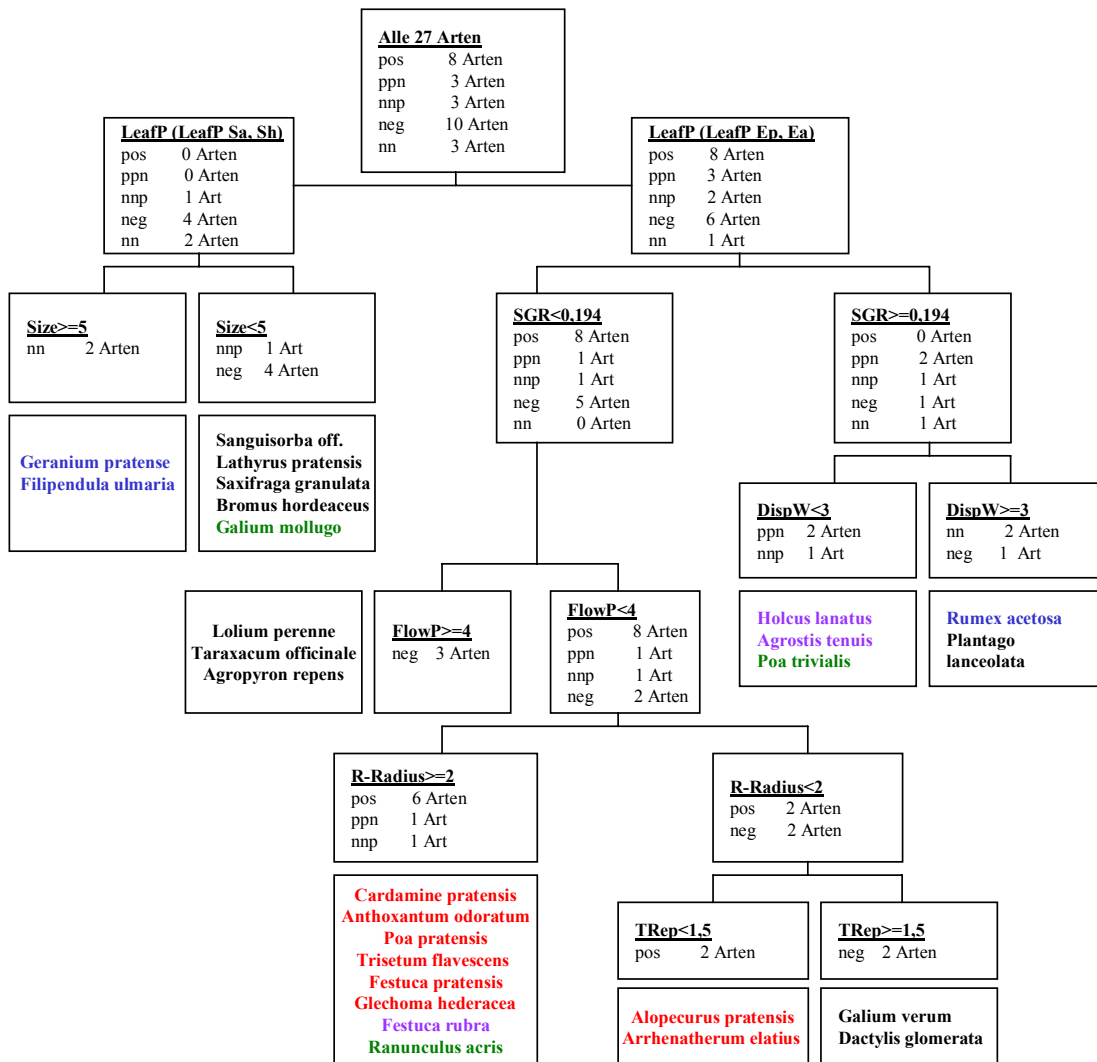 Alle 27 Arten
pos 8 Arten
ppn 3 Arten
nnp 3 Arten
neg 10 Arten
nn 3 Arten
LeafP (LeafP Sa, Sh)
pos 0 Arten
ppn 0 Arten
nnp 1 Art
neg 4 Arten
nn 2 Arten
LeafP (LeafP Ep, Ea)
pos 8 Arten
ppn 3 Arten
nnp 2 Arten
neg 6 Arten
nn 1 Art
Size>=5
nn 2 Arten
Size<5
nnp 1 Art
neg 4 Arten
SGR<0,194
pos 8 Arten
ppn 1 Art
nnp 1 Art
neg 5 Arten
nn 0 Arten
SGR>=0,194
pos 0 Arten
ppn 2 Arten
nnp 1 Art
neg 1 Art
nn 1 Art
Geranium pratense
Filipendula ulmaria
Sanguisorba off.
Lathyrus pratensis
Saxifraga granulata
Bromus hordeaceus
Galium mollugo
DispW<3
ppn 2 Arten
nnp 1 Art
DispW>=3
nn 2 Arten
neg 1 Art
Lolium perenne
Taraxacum officinale
Agropyron repens
FlowP>=4
neg 3 Arten
FlowP<4
pos 8 Arten
ppn 1 Art
nnp 1 Art
neg 2 Arten
Holcus lanatus
Agrostis tenuis
Poa trivialis
Rumex acetosa
Plantago
lanceolata
R-Radius>=2
pos 6 Arten
ppn 1 Art
nnp 1 Art
R-Radius<2
pos 2 Arten
neg 2 Arten
Cardamine pratensis
Anthoxantum odoratum
Poa pratensis
Trisetum flavescens
Festuca pratensis
Glechoma hederacea
Festuca rubra
Ranunculus acris
TRep<1,5
pos 2 Arten
TRep>=1,5
neg 2 Arten
Alopecurus pratensis
Arrhenatherum elatius
Galium verum
Dactylis glomerata